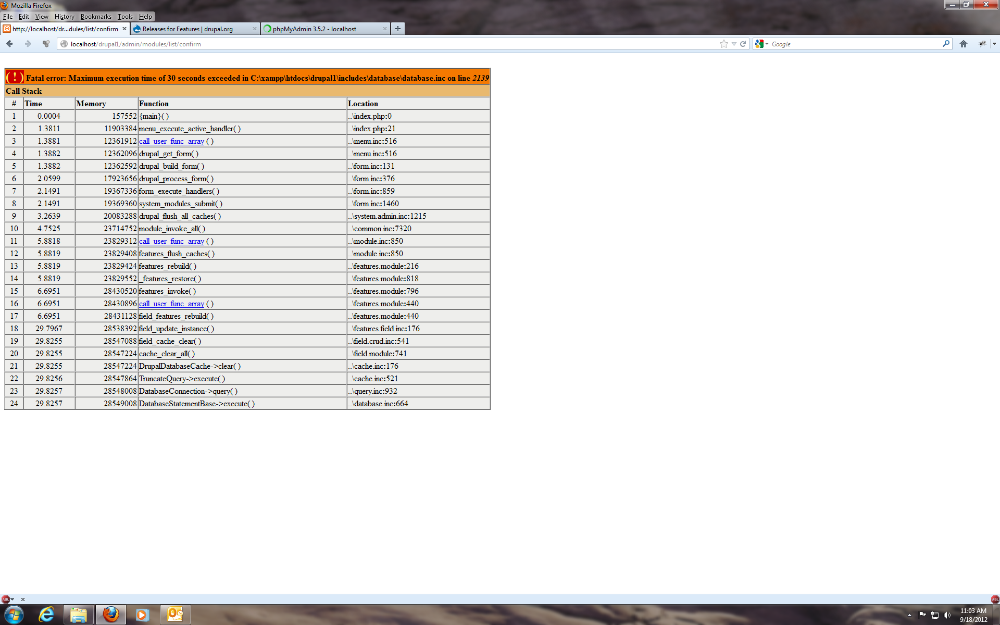 Mozilla Firefox
File Edit View History Bookmarks Tools Help
http://localhost/dr...dules/list/confirm × Releases for Features | drupal.org × phpMyAdmin 3.5.2 - localhost × +
localhost/drupal1/admin/modules/list/confirm Google
( ! ) Fatal error: Maximum execution time of 30 seconds exceeded in C:\xampp\htdocs\drupal1\includes\database\database.inc on line 2139
Call Stack
# Time Memory Function Location
1 0.0004 157552 {main}( ) ..\index.php:0
2 1.3811 11903384 menu_execute_active_handler( ) ..\index.php:21
3 1.3881 12361912 call_user_func_array ( ) ..\menu.inc:516
4 1.3882 12362096 drupal_get_form( ) ..\menu.inc:516
5 1.3882 12362592 drupal_build_form( ) ..\form.inc:131
6 2.0599 17923656 drupal_process_form( ) ..\form.inc:376
7 2.1491 19367336 form_execute_handlers( ) ..\form.inc:859
8 2.1491 19369360 system_modules_submit( ) ..\form.inc:1460
9 3.2639 20083288 drupal_flush_all_caches( ) ..\system.admin.inc:1215
10 4.7525 23714752 module_invoke_all( ) ..\common.inc:7320
11 5.8818 23829312 call_user_func_array ( ) ..\module.inc:850
12 5.8819 23829408 features_flush_caches( ) ..\module.inc:850
13 5.8819 23829424 features_rebuild( ) ..\features.module:216
14 5.8819 23829552 _features_restore( ) ..\features.module:818
15 6.6951 28430520 features_invoke( ) ..\features.module:796
16 6.6951 28430896 call_user_func_array ( ) ..\features.module:440
17 6.6951 28431128 field_features_rebuild( ) ..\features.module:440
18 29.7967 28538392 field_update_instance( ) ..\features.field.inc:176
19 29.8255 28547088 field_cache_clear( ) ..\field.crud.inc:541
20 29.8255 28547224 cache_clear_all( ) ..\field.module:741
21 29.8255 28547224 DrupalDatabaseCache->clear( ) ..\cache.inc:176
22 29.8256 28547864 TruncateQuery->execute( ) ..\cache.inc:521
23 29.8257 28548008 DatabaseConnection->query( ) ..\query.inc:932
24 29.8257 28549008 DatabaseStatementBase->execute( ) ..\database.inc:664
ABL × ABL
11:03 AM
9/18/2012